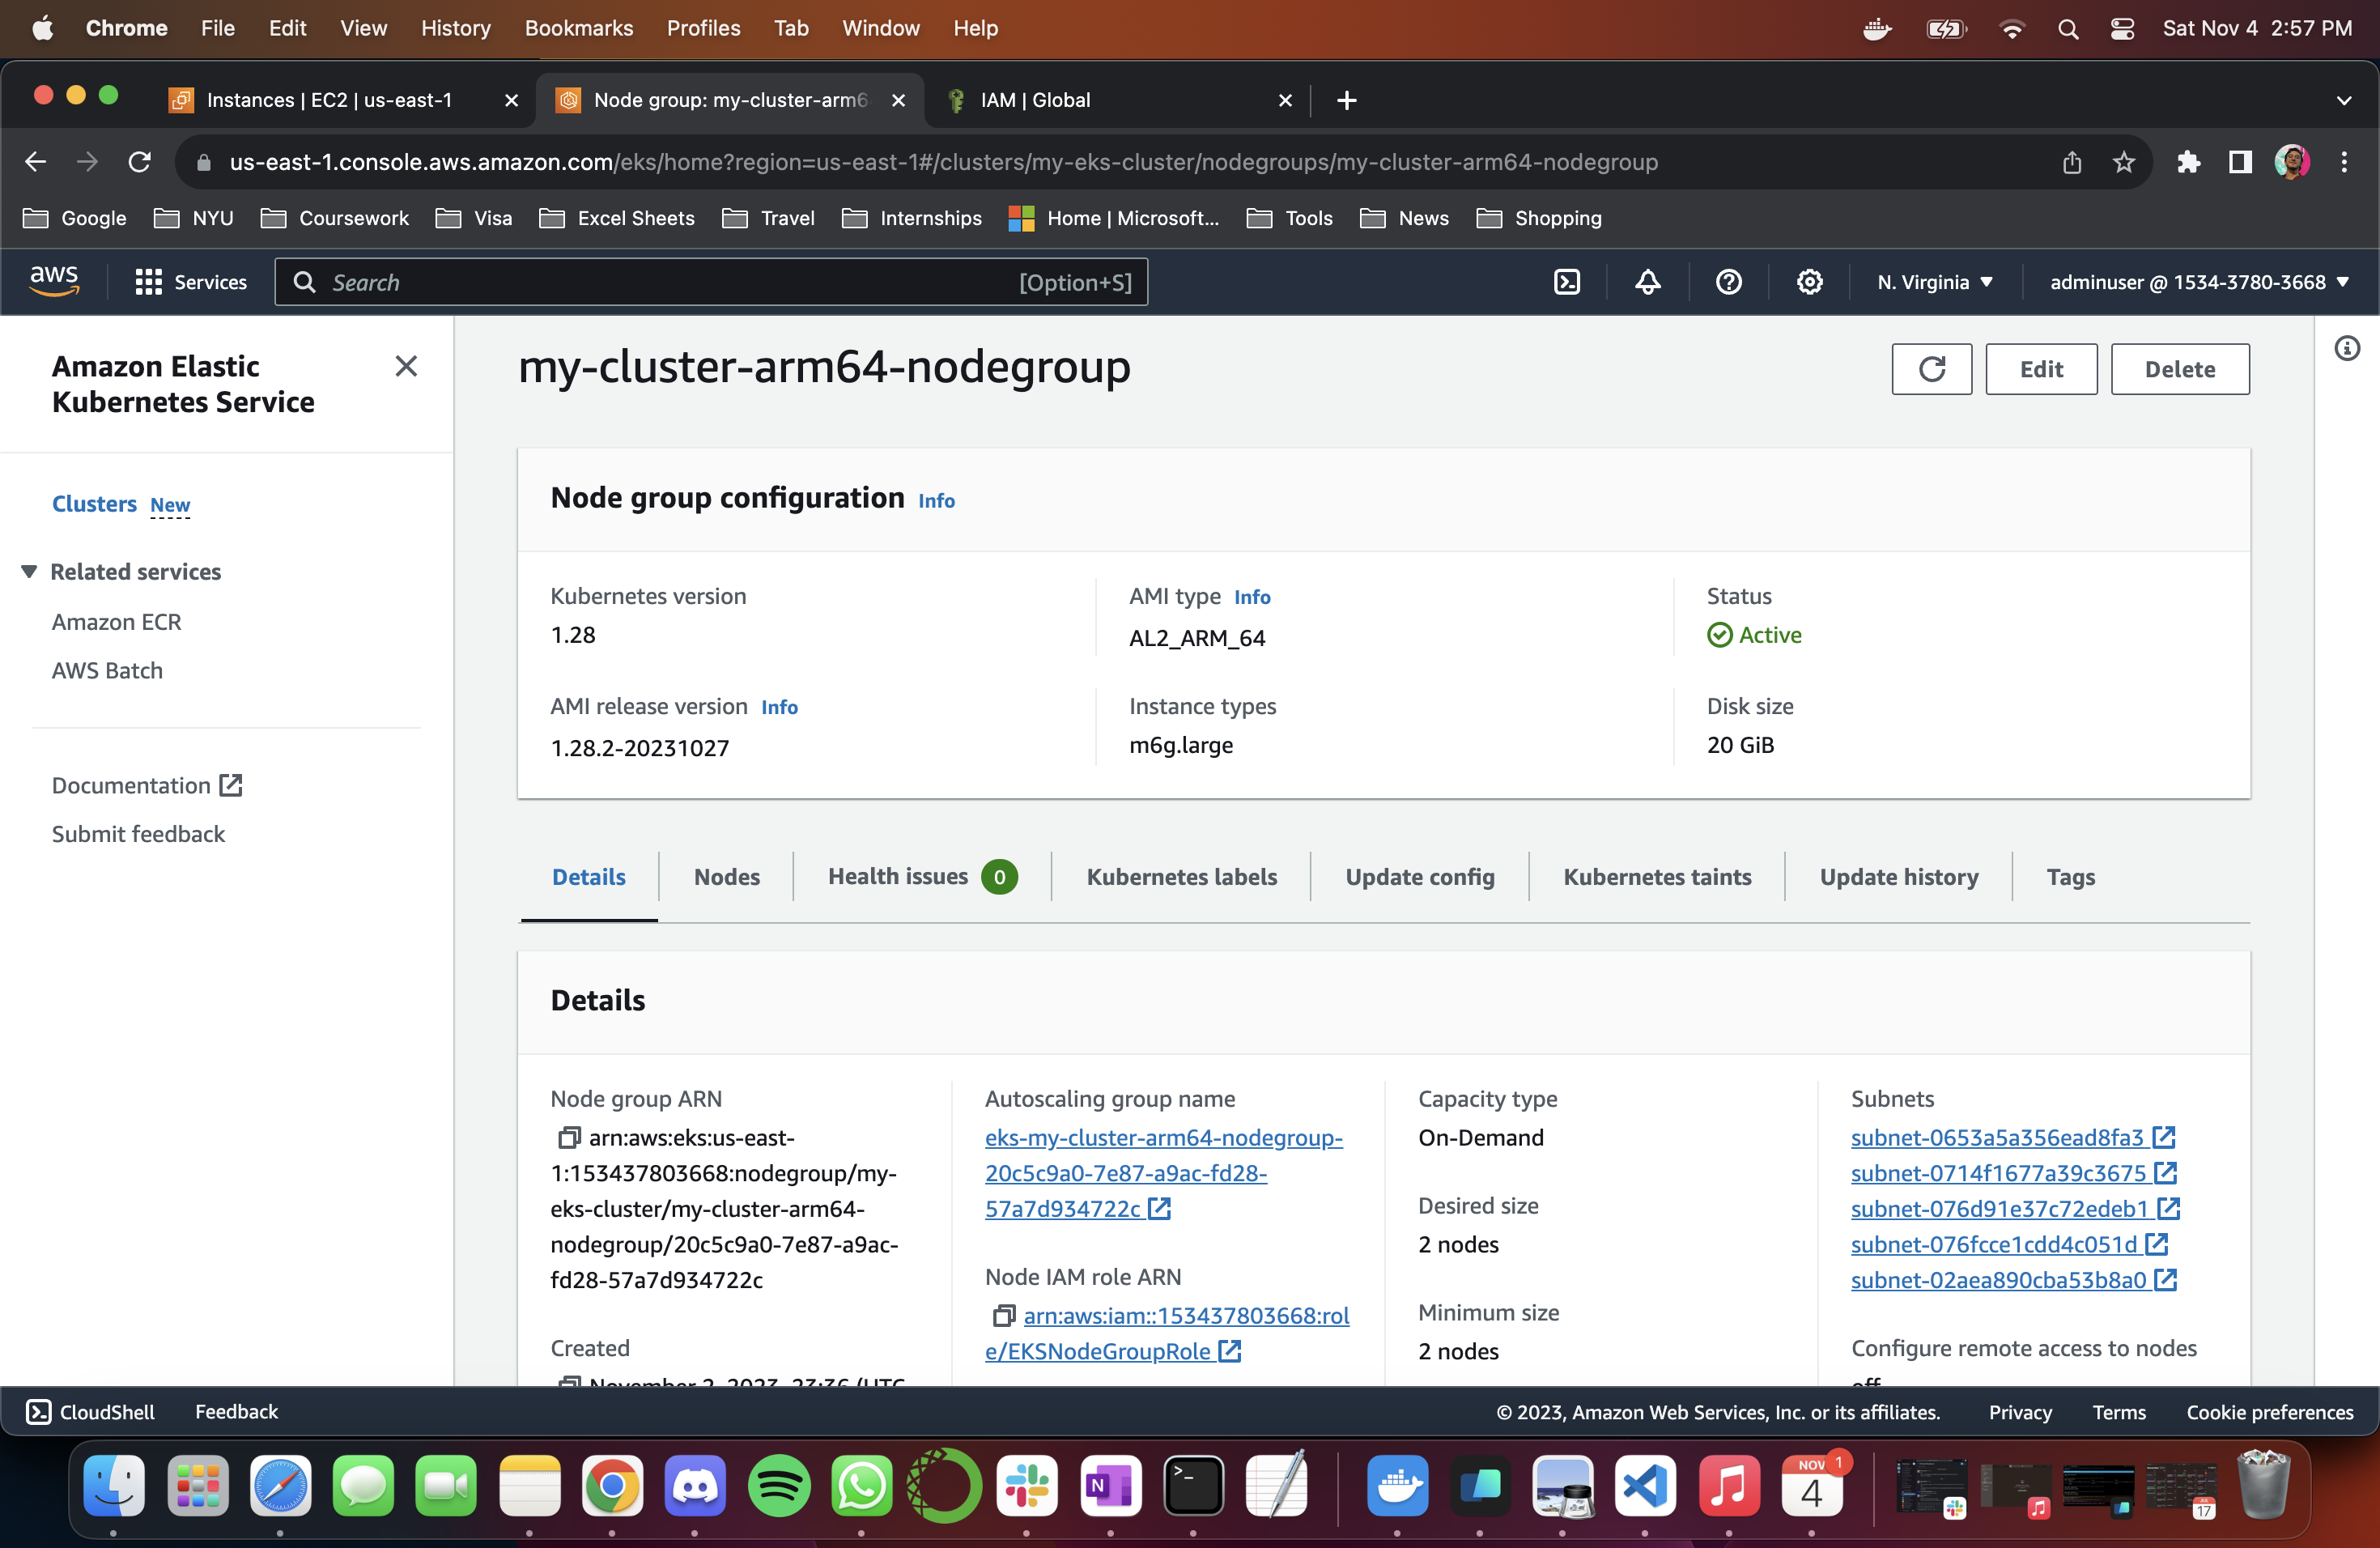 Chrome File Edit View History Bookmarks Profiles Tab Window Help Sat Nov 4 2:57 PM
Instances | EC2 | us-east-1 Node group: my-cluster-arm6 IAM | Global
us-east-1.console.aws.amazon.com/eks/home?region=us-east-1#/clusters/my-eks-cluster/nodegroups/my-cluster-arm64-nodegroup
Google NYU Coursework Visa Excel Sheets Travel Internships Home | Microsoft... Tools News Shopping
aws Services Search [Option+S] N. Virginia adminuser @ 1534-3780-3668
Amazon Elastic
Kubernetes Service
Clusters New
Related services
Amazon ECR
AWS Batch
Documentation
Submit feedback
my-cluster-arm64-nodegroup
Edit Delete
Node group configuration Info
Kubernetes version
1.28
AMI type Info
AL2_ARM_64
Status
Active
AMI release version Info
1.28.2-20231027
Instance types
m6g.large
Disk size
20 GiB
Details Nodes Health issues 0 Kubernetes labels Update config Kubernetes taints Update history Tags
Details
Node group ARN
arn:aws:eks:us-east-
1:153437803668:nodegroup/my-
eks-cluster/my-cluster-arm64-
nodegroup/20c5c9a0-7e87-a9ac-
fd28-57a7d934722c
Created
November 2, 2023, 23:36 (UTC
Autoscaling group name
eks-my-cluster-arm64-nodegroup-
20c5c9a0-7e87-a9ac-fd28-
57a7d934722c
Node IAM role ARN
arn:aws:iam::153437803668:rol
e/EKSNodeGroupRole
Capacity type
On-Demand
Desired size
2 nodes
Minimum size
2 nodes
Subnets
subnet-0653a5a356ead8fa3
subnet-0714f1677a39c3675
subnet-076d91e37c72edeb1
subnet-076fcce1cdd4c051d
subnet-02aea890cba53b8a0
Configure remote access to nodes
off
CloudShell Feedback © 2023, Amazon Web Services, Inc. or its affiliates. Privacy Terms Cookie preferences
NOV 1
4
17